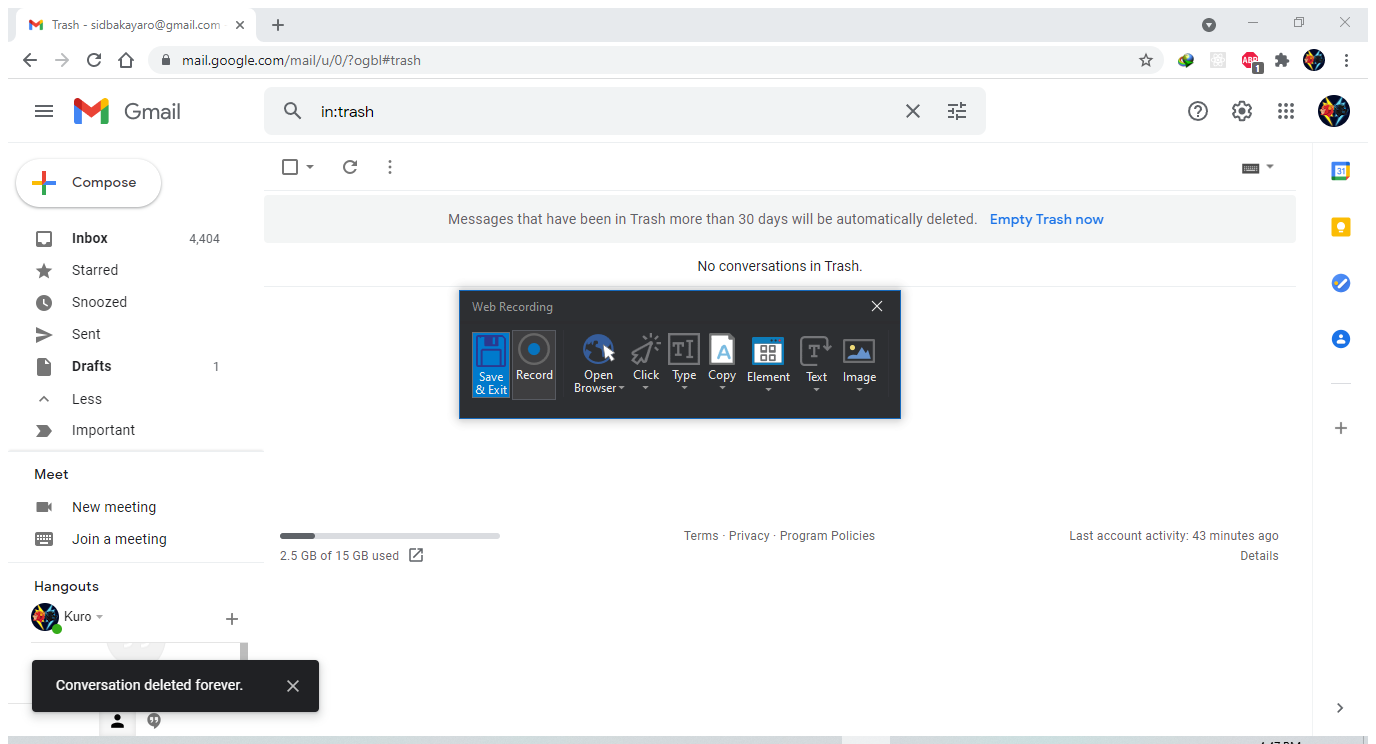 Trash - sidbakayaro@gmail.com
mail.google.com/mail/u/0/?ogbl#trash
ABP
1
Gmail
in:trash
31
Compose
Messages that have been in Trash more than 30 days will be automatically deleted. Empty Trash now
Inbox 4,404
No conversations in Trash.
Starred
Snoozed
Sent
Drafts 1
Less
Important
Web Recording
Save
& Exit
Record
Open
Browser
Click
TI
Type
A
Copy
Element
T
Text
Image
Meet
New meeting
Join a meeting
2.5 GB of 15 GB used
Terms · Privacy · Program Policies
Last account activity: 43 minutes ago
Details
Hangouts
Kuro
Conversation deleted forever.